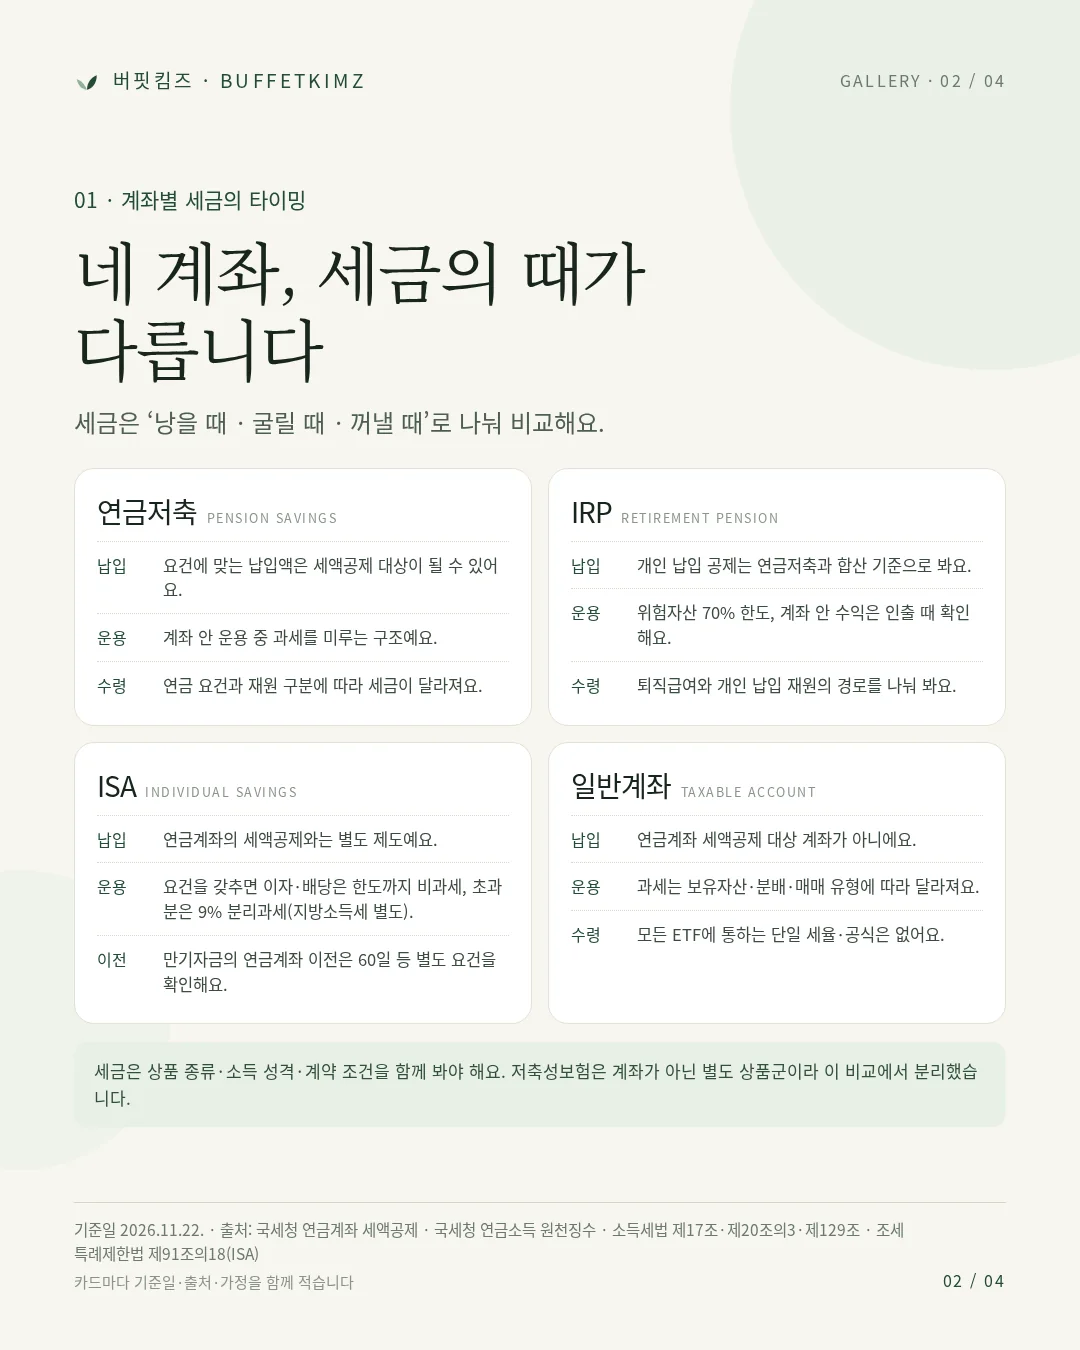 버핏킴즈 · BUFFETKIMZ
GALLERY · 02 / 04
01 · 계좌별 세금의 타이밍
네 계좌, 세금의 때가
다릅니다
세금은 ‘낭을 때 · 굴릴 때 · 꺼낼 때’로 나눠 비교해요.
연금저축 PENSION SAVINGS
납입 요건에 맞는 납입액은 세액공제 대상이 될 수 있어
요.
운용 계좌 안 운용 중 과세를 미루는 구조예요.
수령 연금 요건과 재원 구분에 따라 세금이 달라져요.
IRP RETIREMENT PENSION
납입 개인 납입 공제는 연금저축과 합산 기준으로 봐요.
운용 위험자산 70% 한도, 계좌 안 수익은 인출 때 확인
해요.
수령 퇴직급여와 개인 납입 재원의 경로를 나눠 봐요.
ISA INDIVIDUAL SAVINGS
납입 연금계좌의 세액공제와는 별도 제도예요.
운용 요건을 갖추면 이자·배당은 한도까지 비과세, 초과
분은 9% 분리과세(지방소득세 별도).
이전 만기자금의 연금계좌 이전은 60일 등 별도 요건을
확인해요.
일반계좌 TAXABLE ACCOUNT
납입 연금계좌 세액공제 대상 계좌가 아니에요.
운용 과세는 보유자산·분배·매매 유형에 따라 달라져요.
수령 모든 ETF에 통하는 단일 세율·공식은 없어요.
세금은 상품 종류·소득 성격·계약 조건을 함께 봐야 해요. 저축성보험은 계좌가 아닌 별도 상품군이라 이 비교에서 분리했습
니다.
기준일 2026.11.22. · 출처: 국세청 연금계좌 세액공제 · 국세청 연금소득 원천징수 · 소득세법 제17조·제20조의3·제129조 · 조세
특례제한법 제91조의18(ISA)
카드마다 기준일·출처·가정을 함께 적습니다
02 / 04